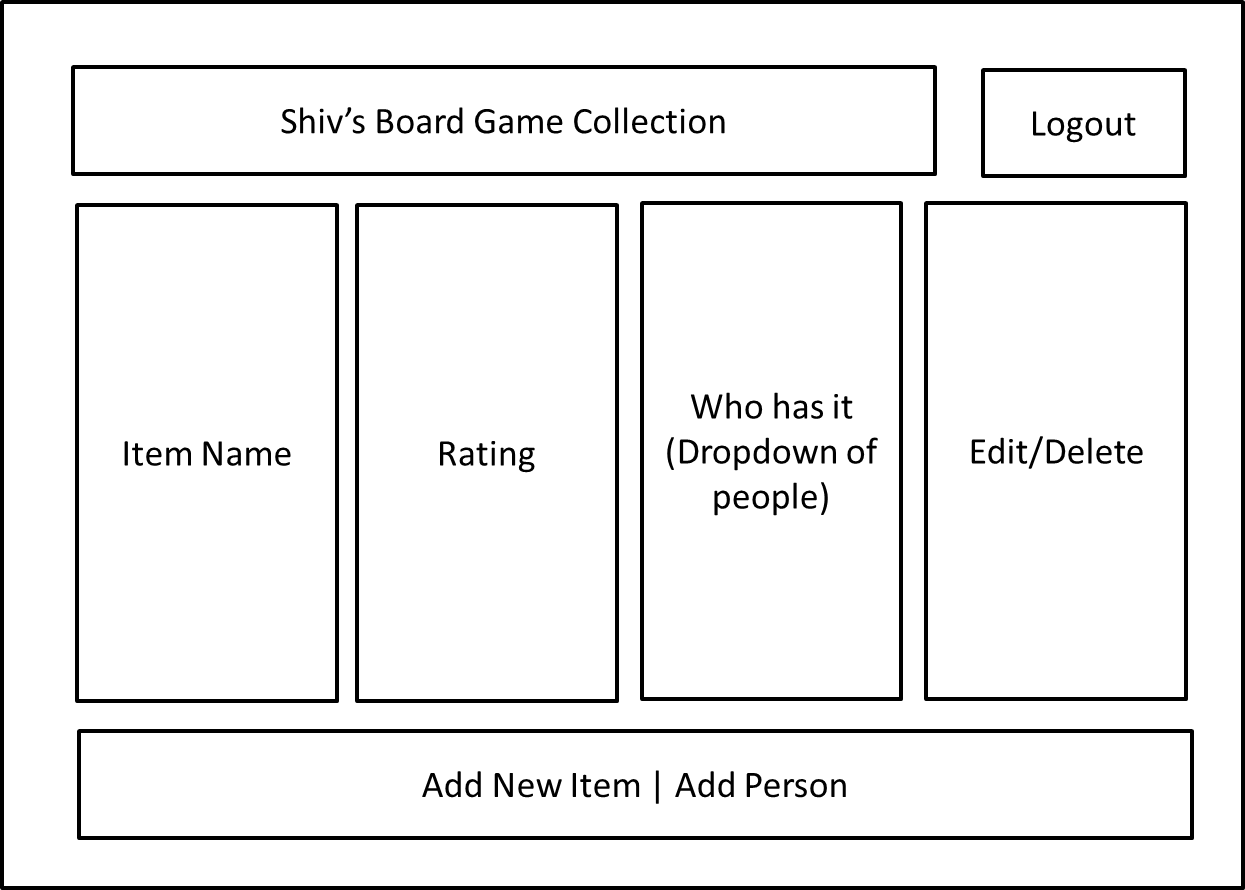 Shiv’s Board Game Collection
Logout
Item Name
Rating
Who has it
(Dropdown of
people)
Edit/Delete
Add New Item | Add Person